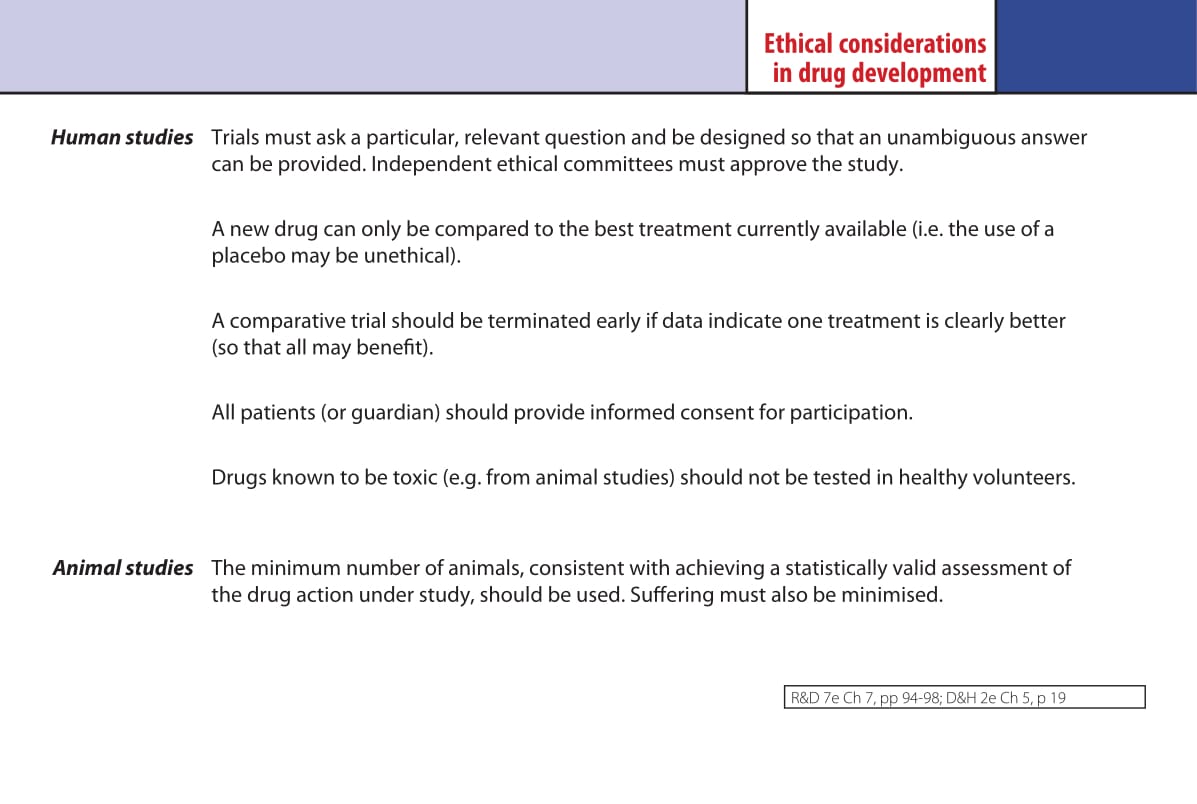 Ethical considerations
in drug development
Human studies Trials must ask a particular, relevant question and be designed so that an unambiguous answer
can be provided. Independent ethical committees must approve the study.
A new drug can only be compared to the best treatment currently available (i.e. the use of a
placebo may be unethical).
A comparative trial should be terminated early if data indicate one treatment is clearly better
(so that all may benefit).
All patients (or guardian) should provide informed consent for participation.
Drugs known to be toxic (e.g. from animal studies) should not be tested in healthy volunteers.
Animal studies The minimum number of animals, consistent with achieving a statistically valid assessment of
the drug action under study, should be used. Suffering must also be minimised.
R&D 7e Ch 7, pp 94-98; D&H 2e Ch 5, p 19